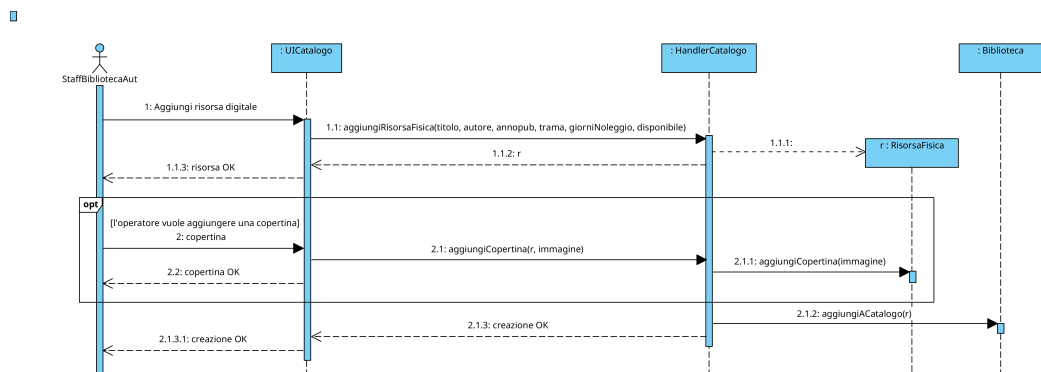 : UICatalogo
: HandlerCatalogo
: Biblioteca
StaffBibliotecaAut
1: Aggiungi risorsa digitale
1.1: aggiungiRisorsaFisica(titolo, autore, annopub, trama, giorniNoleggio, disponibile)
1.1.1:
r : RisorsaFisica
1.1.2: r
1.1.3: risorsa OK
opt
[l'operatore vuole aggiungere una copertina]
2: copertina
2.1: aggiungiCopertina(r, immagine)
2.1.1: aggiungiCopertina(immagine)
2.2: copertina OK
2.1.2: aggiungiACatalogo(r)
2.1.3: creazione OK
2.1.3.1: creazione OK